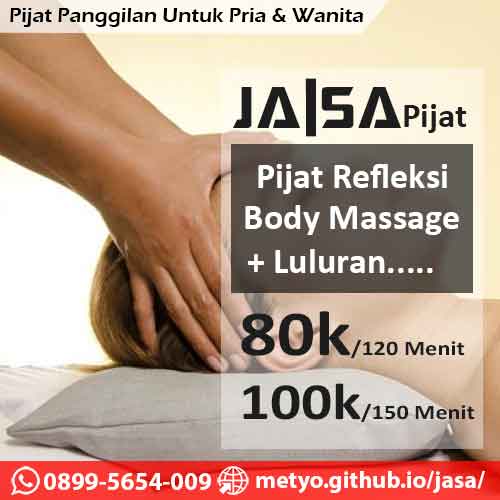 Pijat Panggilan Untuk Pria & Wanita
JA|SA Pijat
Pijat Refleksi
Body Massage
+ Luluran.....
80k/120 Menit
100k/150 Menit
0899-5654-009 metyo.github.io/jasa/